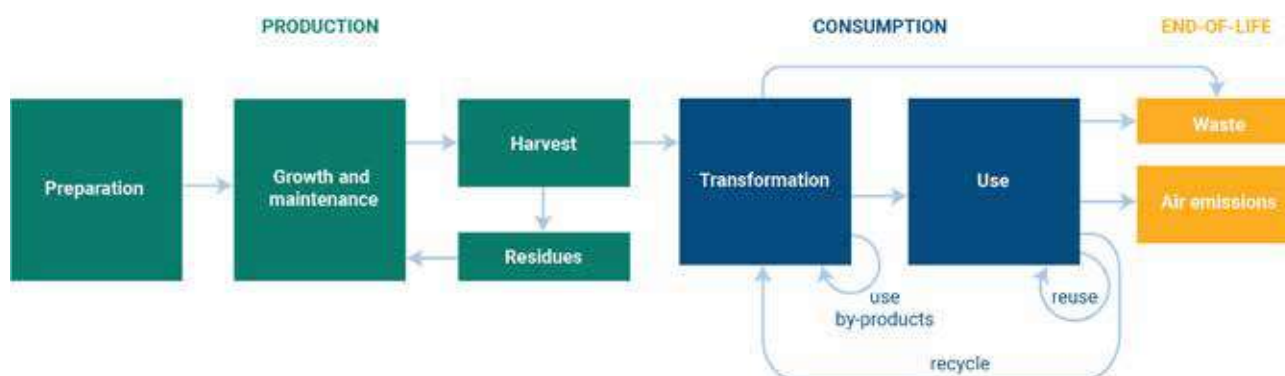 PRODUCTION
CONSUMPTION
END-OF-LIFE
Preparation
Growth and
maintenance
Harvest
Residues
Transformation
Use
Waste
Air emissions
use
by-products
reuse
recycle